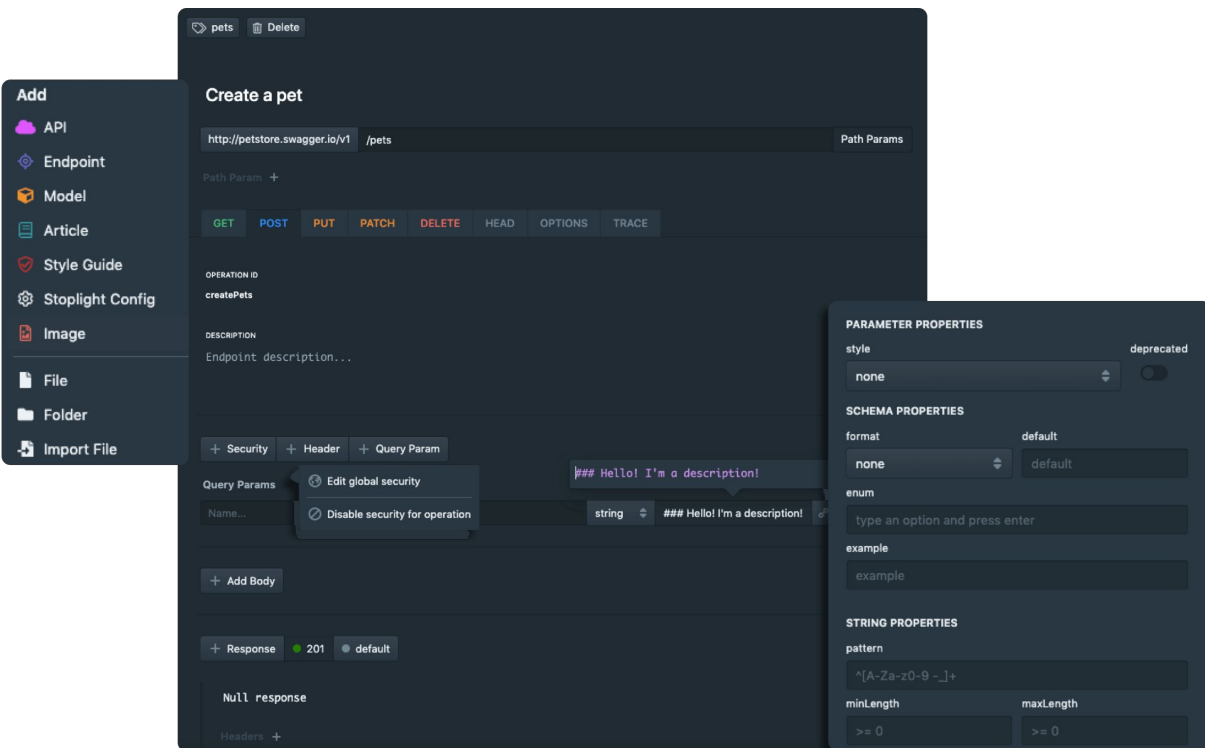 pets Delete
Add
API
Endpoint
Model
Article
Style Guide
Stoplight Config
Image
File
Folder
Import File
Create a pet
http://petstore.swagger.io/v1 /pets Path Params
Path Param +
GET POST PUT PATCH DELETE HEAD OPTIONS TRACE
OPERATION ID
createPets
DESCRIPTION
Endpoint description...
+ Security + Header + Query Param
Edit global security
Disable security for operation
### Hello! I'm a description!
Query Params
Name... string ### Hello! I'm a description!
+ Add Body
+ Response 201 default
Null response
Headers +
PARAMETER PROPERTIES
style deprecated
none
SCHEMA PROPERTIES
format default
none default
enum
type an option and press enter
example
example
STRING PROPERTIES
pattern
^[A-Za-z0-9 -_]+
minLength maxLength
>= 0 >= 0